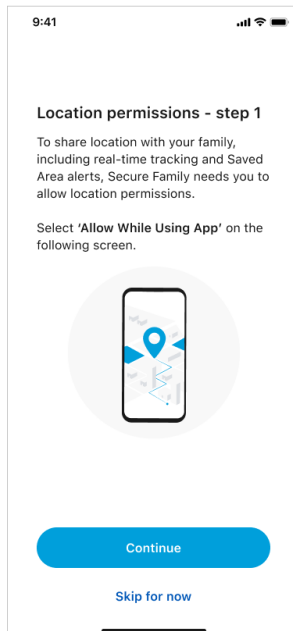 9:41
Location permissions - step 1
To share location with your family,
including real-time tracking and Saved
Area alerts, Secure Family needs you to
allow location permissions.
Select 'Allow While Using App' on the
following screen.
Continue
Skip for now